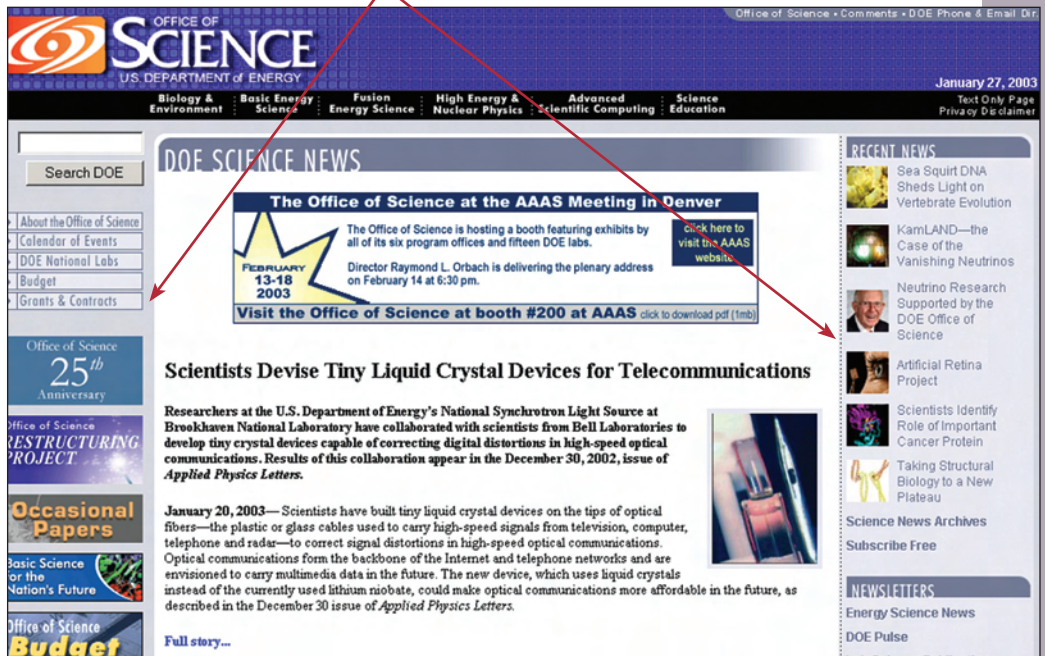 Office of Science • Comments • DOE Phone & Email Dir.
OFFICE OF
SCIENCE
U.S. DEPARTMENT of ENERGY
January 27, 2003
Biology &
Environment
Basic Energy
Science
Fusion
Energy Science
High Energy &
Nuclear Physics
Advanced
Scientific Computing
Science
Education
Text Only Page
Privacy Disclaimer
Search DOE
About the Office of Science
Calendar of Events
DOE National Labs
Budget
Grants & Contracts
Office of Science
25th
Anniversary
Office of Science
RESTRUCTURING
PROJECT
Occasional
Papers
Basic Science
for the
Nation's Future
Office of Science
Budget
DOE SCIENCE NEWS
The Office of Science at the AAAS Meeting in Denver
FEBRUARY
13-18
2003
The Office of Science is hosting a booth featuring exhibits by
all of its six program offices and fifteen DOE labs.
Director Raymond L. Orbach is delivering the plenary address
on February 14 at 6:30 pm.
click here to
visit the AAAS
website
Visit the Office of Science at booth #200 at AAAS click to download pdf (1mb)
Scientists Devise Tiny Liquid Crystal Devices for Telecommunications
Researchers at the U.S. Department of Energy's National Synchrotron Light Source at
Brookhaven National Laboratory have collaborated with scientists from Bell Laboratories to
develop tiny crystal devices capable of correcting digital distortions in high-speed optical
communications. Results of this collaboration appear in the December 30, 2002, issue of
Applied Physics Letters.
January 20, 2003— Scientists have built tiny liquid crystal devices on the tips of optical
fibers—the plastic or glass cables used to carry high-speed signals from television, computer,
telephone and radar—to correct signal distortions in high-speed optical communications.
Optical communications form the backbone of the Internet and telephone networks and are
envisioned to carry multimedia data in the future. The new device, which uses liquid crystals
instead of the currently used lithium niobate, could make optical communications more affordable in the future, as
described in the December 30 issue of Applied Physics Letters.
Full story...
RECENT NEWS
Sea Squirt DNA
Sheds Light on
Vertebrate Evolution
KamLAND—the
Case of the
Vanishing Neutrinos
Neutrino Research
Supported by the
DOE Office of
Science
Artificial Retina
Project
Scientists Identify
Role of Important
Cancer Protein
Taking Structural
Biology to a New
Plateau
Science News Archives
Subscribe Free
NEWSLETTERS
Energy Science News
DOE Pulse